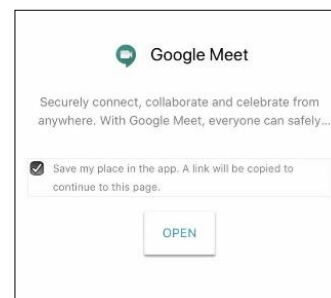 Google Meet
Securely connect, collaborate and celebrate from
anywhere. With Google Meet, everyone can safely...
Save my place in the app. A link will be copied to
continue to this page.
OPEN